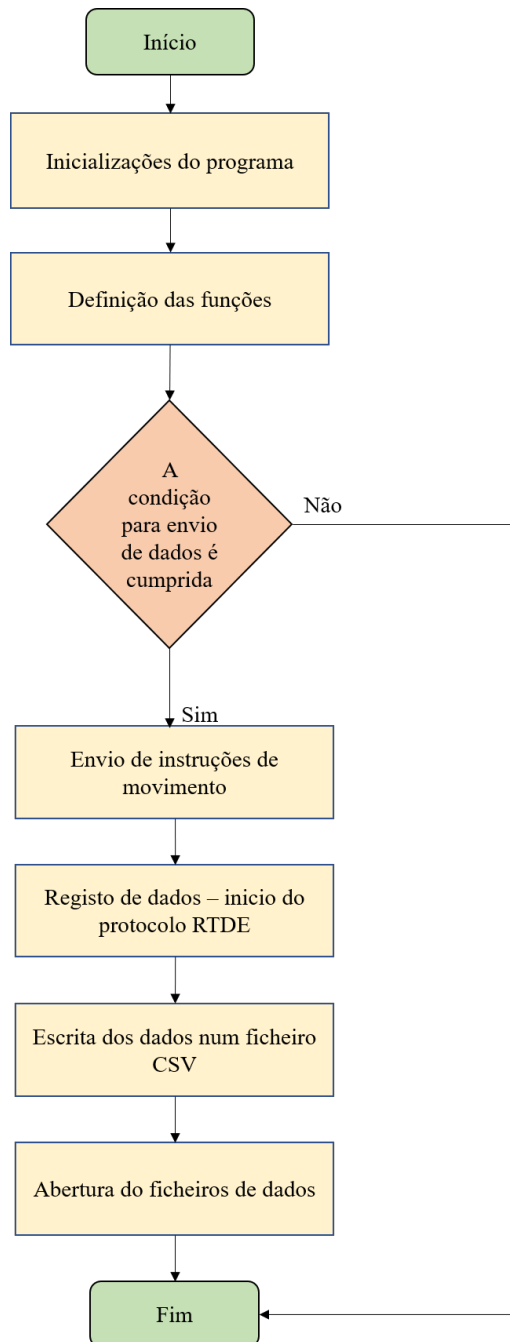 Início
Inicializações do programa
Definição das funções
A
condição
para envio
de dados é
cumprida
Não
Sim
Envio de instruções de
movimento
Registo de dados – inicio do
protocolo RTDE
Escrita dos dados num ficheiro
CSV
Abertura do ficheiros de dados
Fim